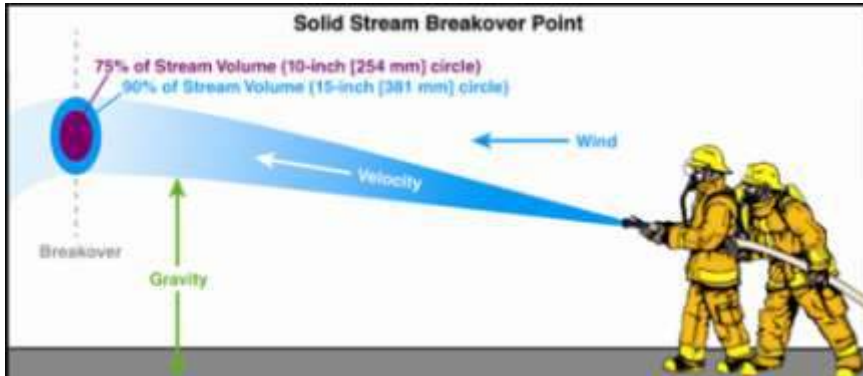 Solid Stream Breakover Point
75% of Stream Volume (10-inch [254 mm] circle)
90% of Stream Volume (15-inch [381 mm] circle)
Wind
Velocity
Breakover
Gravity